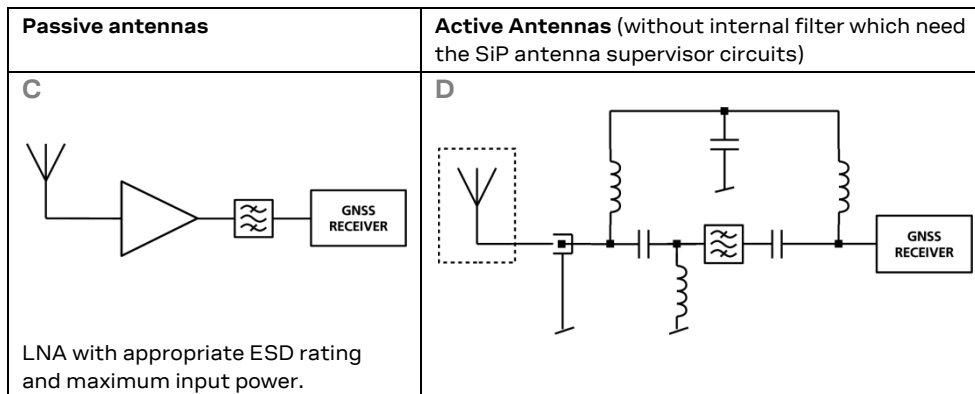 Passive antennas
Active Antennas (without internal filter which need
the SiP antenna supervisor circuits)
C
GNSS
RECEIVER
LNA with appropriate ESD rating
and maximum input power.
D
GNSS
RECEIVER